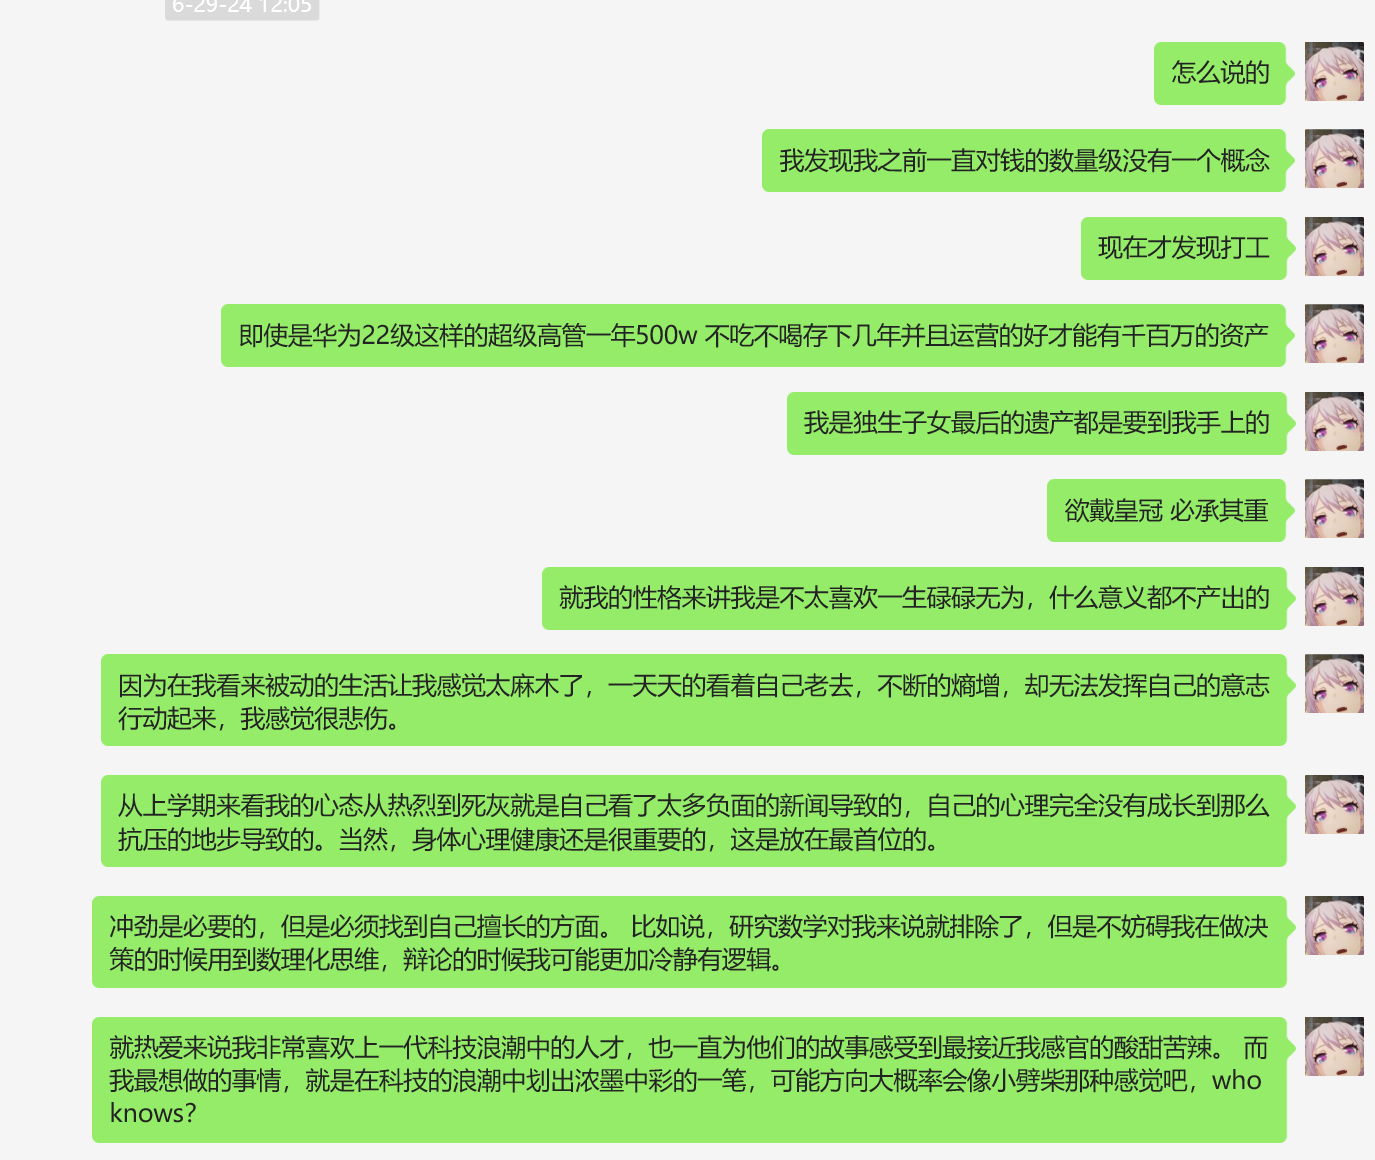 6-29-24 12:05
怎么说的
我发现我之前一直对钱的数量级没有一个概念
现在才发现打工
即使是华为22级这样的超级高管一年500w 不吃不喝存下几年并且运营的好才能有千百万的资产
我是独生子女最后的遗产都是要到我手上的
欲戴皇冠 必承其重
就我的性格来讲我是不太喜欢一生碌碌无为，什么意义都不产出的
因为在我看来被动的生活让我感觉太麻木了，一天天的看着自己老去，不断的熵增，却无法发挥自己的意志
行动起来，我感觉很悲伤。
从上学期来看我的心态从热烈到死灰就是自己看了太多负面的新闻导致的，自己的心理完全没有成长到那么
抗压的地步导致的。当然，身体心理健康还是很重要的，这是放在最首位的。
冲劲是必要的，但是必须找到自己擅长的方面。 比如说，研究数学对我来说就排除了，但是不妨碍我在做决
策的时候用到数理化思维，辩论的时候我可能更加冷静有逻辑。
就热爱来说我非常喜欢上一代科技浪潮中的人才，也一直为他们的故事感受到最接近我感官的酸甜苦辣。 而
我最想做的事情，就是在科技的浪潮中划出浓墨中彩的一笔，可能方向大概率会像小劈柴那种感觉吧，who
knows？